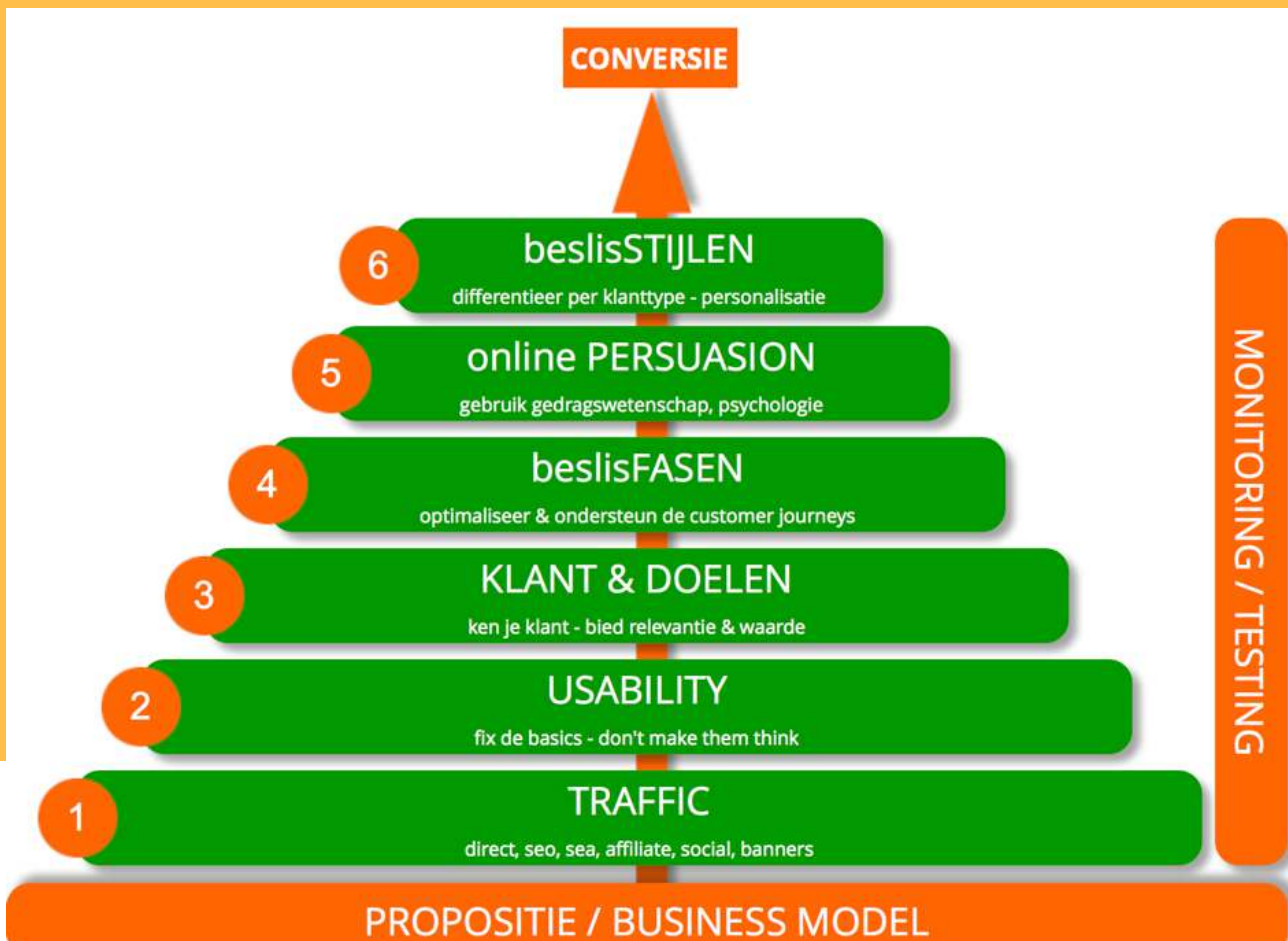 CONVERSIE
6
beslisSTIJLEN
differentieer per klanttype - personalisatie
5
online PERSUASION
gebruik gedragswetenschap, psychologie
4
beslisFASEN
optimaliseer & ondersteun de customer journeys
3
KLANT & DOELEN
ken je klant - bied relevantie & waarde
2
USABILITY
fix de basics - don't make them think
1
TRAFFIC
direct, seo, sea, affiliate, social, banners
MONITORING / TESTING
PROPOSITIE / BUSINESS MODEL